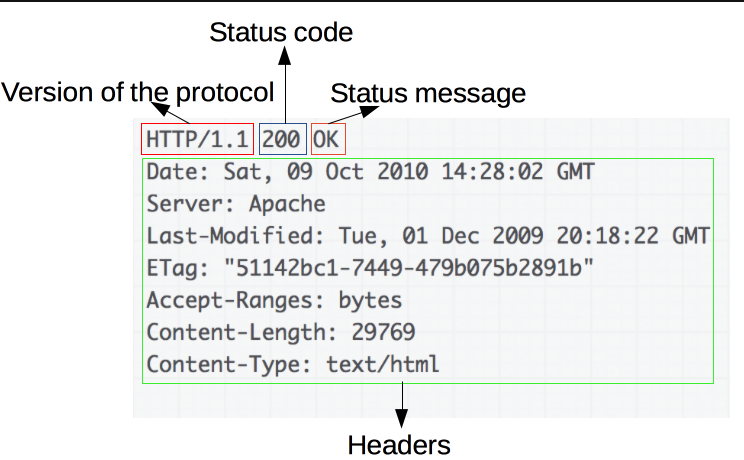 Status code
Version of the protocol
Status message
HTTP/1.1 200 OK
Date: Sat, 09 Oct 2010 14:28:02 GMT
Server: Apache
Last-Modified: Tue, 01 Dec 2009 20:18:22 GMT
ETag: "51142bc1-7449-479b075b2891b"
Accept-Ranges: bytes
Content-Length: 29769
Content-Type: text/html
Headers